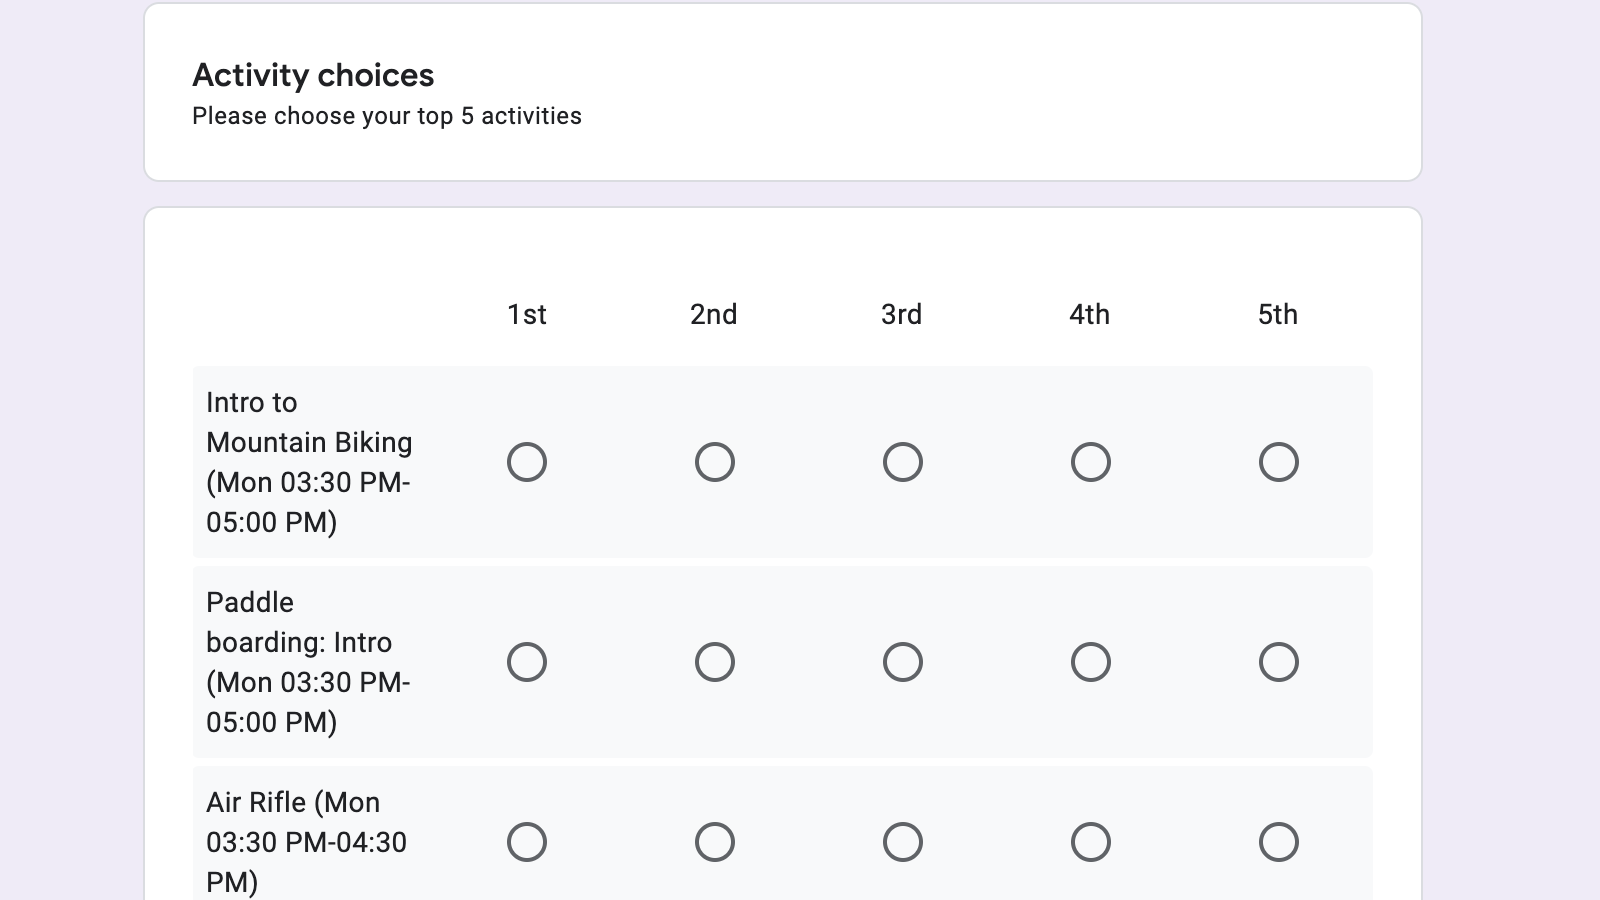 Activity choices
Please choose your top 5 activities
1st 2nd 3rd 4th 5th
Intro to
Mountain Biking
(Mon 03:30 PM-
05:00 PM)
Paddle
boarding: Intro
(Mon 03:30 PM-
05:00 PM)
Air Rifle (Mon
03:30 PM-04:30
PM)